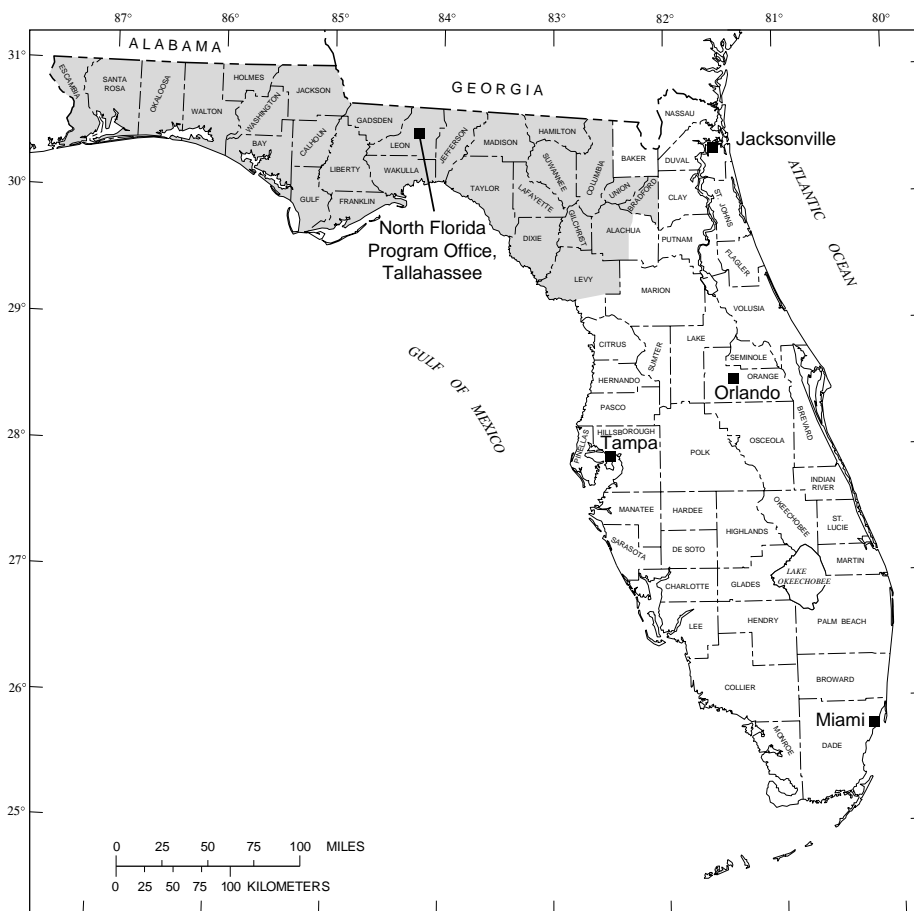 87° 86° 85° 84° 83° 82° 81° 80°
31°
30°
29°
28°
27°
26°
25°
ALABAMA
GEORGIA
ESCAMBIA
SANTA
ROSA
OKALOOSA
WALTON
HOLMES
WASHINGTON
JACKSON
BAY
CALHOUN
GULF
GADSDEN
LIBERTY
FRANKLIN
LEON
WAKULLA
JEFFERSON
MADISON
TAYLOR
HAMILTON
SUWANNEE
LAFAYETTE
DIXIE
COLUMBIA
GILCHRIST
UNION
BRADFORD
ALACHUA
LEVY
BAKER
NASSAU
DUVAL
Jacksonville
CLAY
ST. JOHNS
PUTNAM
FLAGLER
ATLANTIC OCEAN
North Florida
Program Office,
Tallahassee
MARION
VOLUSIA
CITRUS
SUMTER
LAKE
SEMINOLE
ORANGE
Orlando
HERNANDO
PASCO
HILLSBOROUGH
Tampa
PINELLAS
POLK
OSCEOLA
BREVARD
GULF OF MEXICO
INDIAN
RIVER
MANATEE
HARDEE
HIGHLANDS
OKEECHOBEE
ST.
LUCIE
SARASOTA
DE SOTO
MARTIN
CHARLOTTE
GLADES
LAKE
OKEECHOBEE
LEE
HENDRY
PALM BEACH
COLLIER
BROWARD
Miami
MONROE
DADE
0 25 50 75 100 MILES
0 25 50 75 100 KILOMETERS